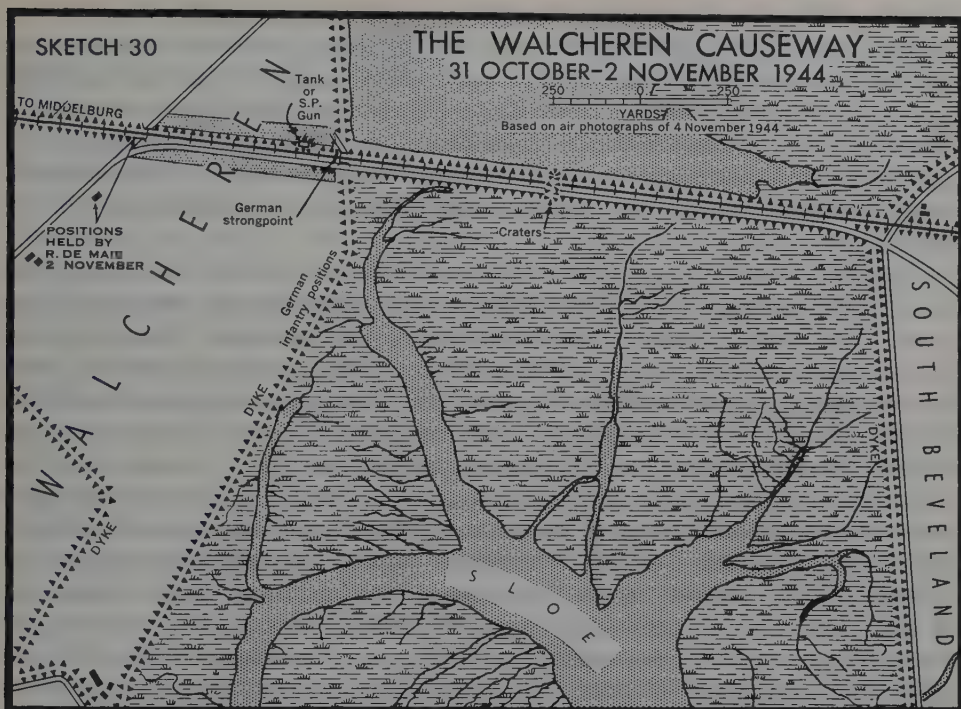 SKETCH 30
THE WALCHEREN CAUSEWAY
31 OCTOBER–2 NOVEMBER 1944
250 0 250
YARDS
Based on air photographs of 4 November 1944
TO MIDDELBURG
Tank
or
S.P.
Gun
German
strongpoint
Craters
POSITIONS
HELD BY
R. DE MAIS
2 NOVEMBER
German
infantry positions
WALCHEREN
DYKE
DYKE
DYKE
SLOE
SOUTH BEVELAND